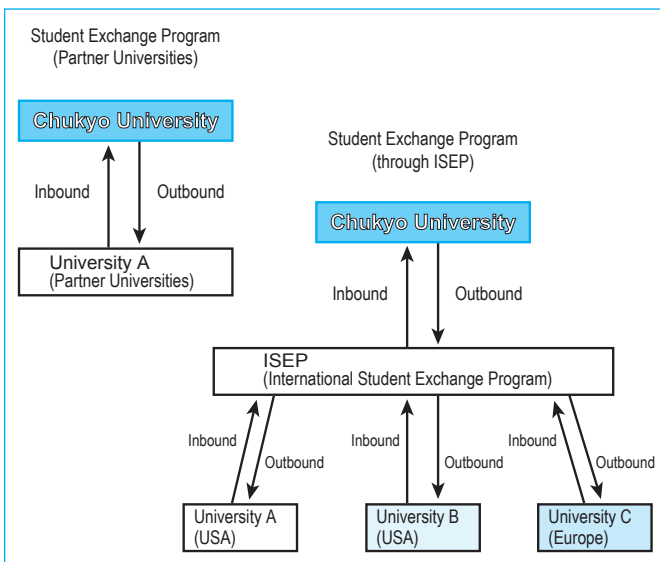 Student Exchange Program
(Partner Universities)
Chukyo University
Inbound
Outbound
University A
(Partner Universities)
Student Exchange Program
(through ISEP)
Chukyo University
Inbound
Outbound
ISEP
(International Student Exchange Program)
Inbound
Outbound
Inbound
Outbound
Inbound
Outbound
University A
(USA)
University B
(USA)
University C
(Europe)